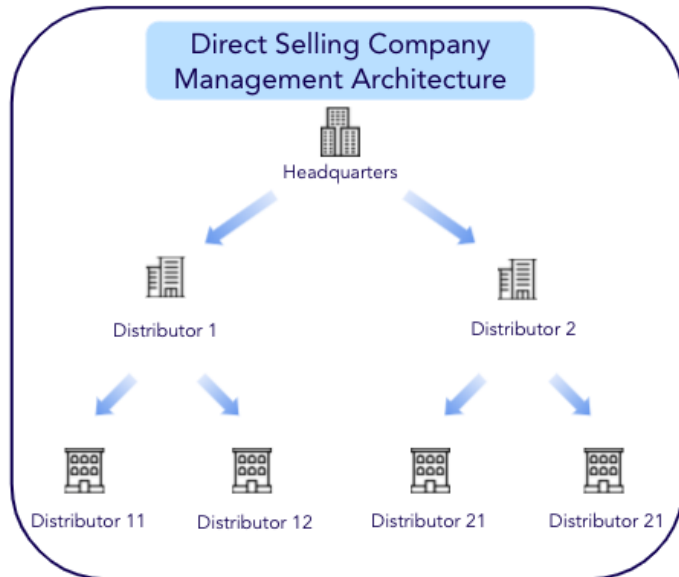 Direct Selling Company
Management Architecture
Headquarters
Distributor 1
Distributor 2
Distributor 11
Distributor 12
Distributor 21
Distributor 21